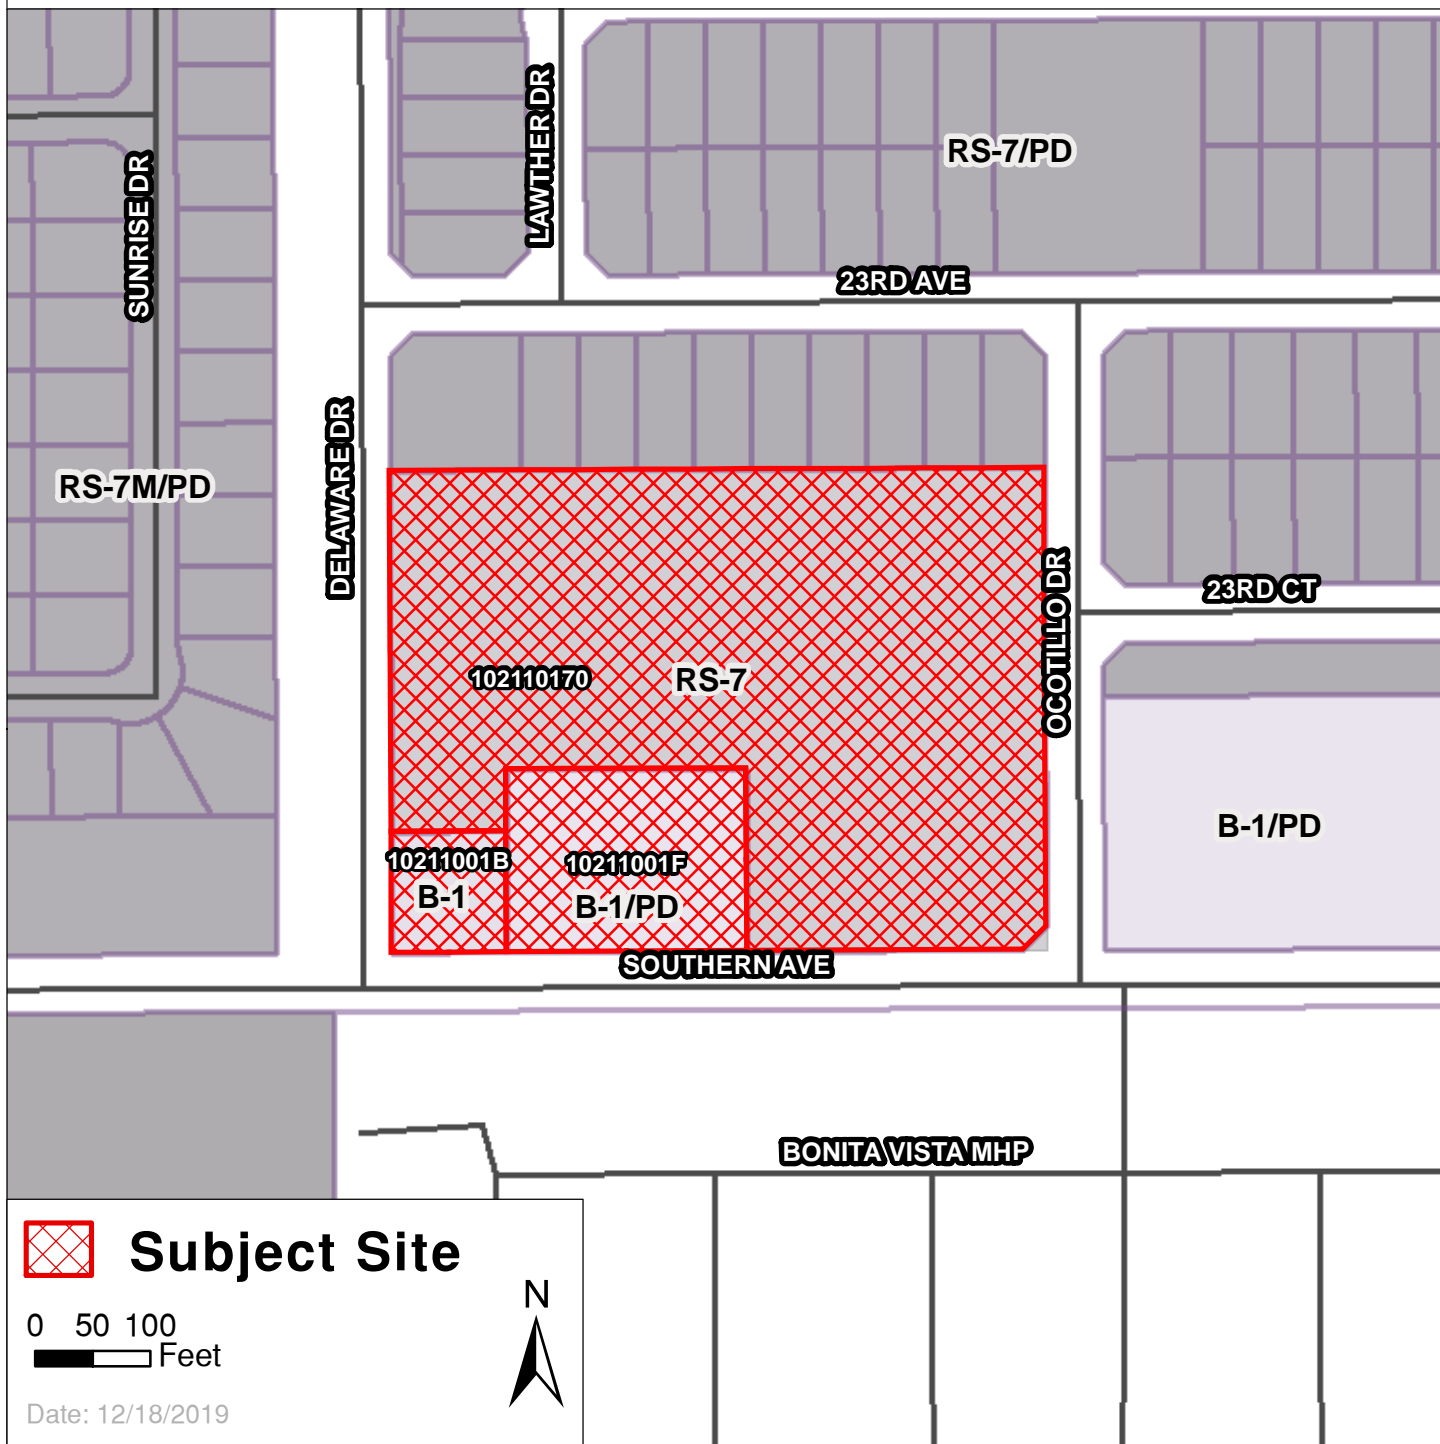 LAWTHER DR
RS-7/PD
SUNRISE DR
23RD AVE
DELAWARE DR
RS-7M/PD
OCOTILLO DR
23RD CT
102110170
RS-7
B-1/PD
10211001B
10211001F
B-1
B-1/PD
SOUTHERN AVE
BONITA VISTA MHP
Subject Site
N
0 50 100
Feet
Date: 12/18/2019